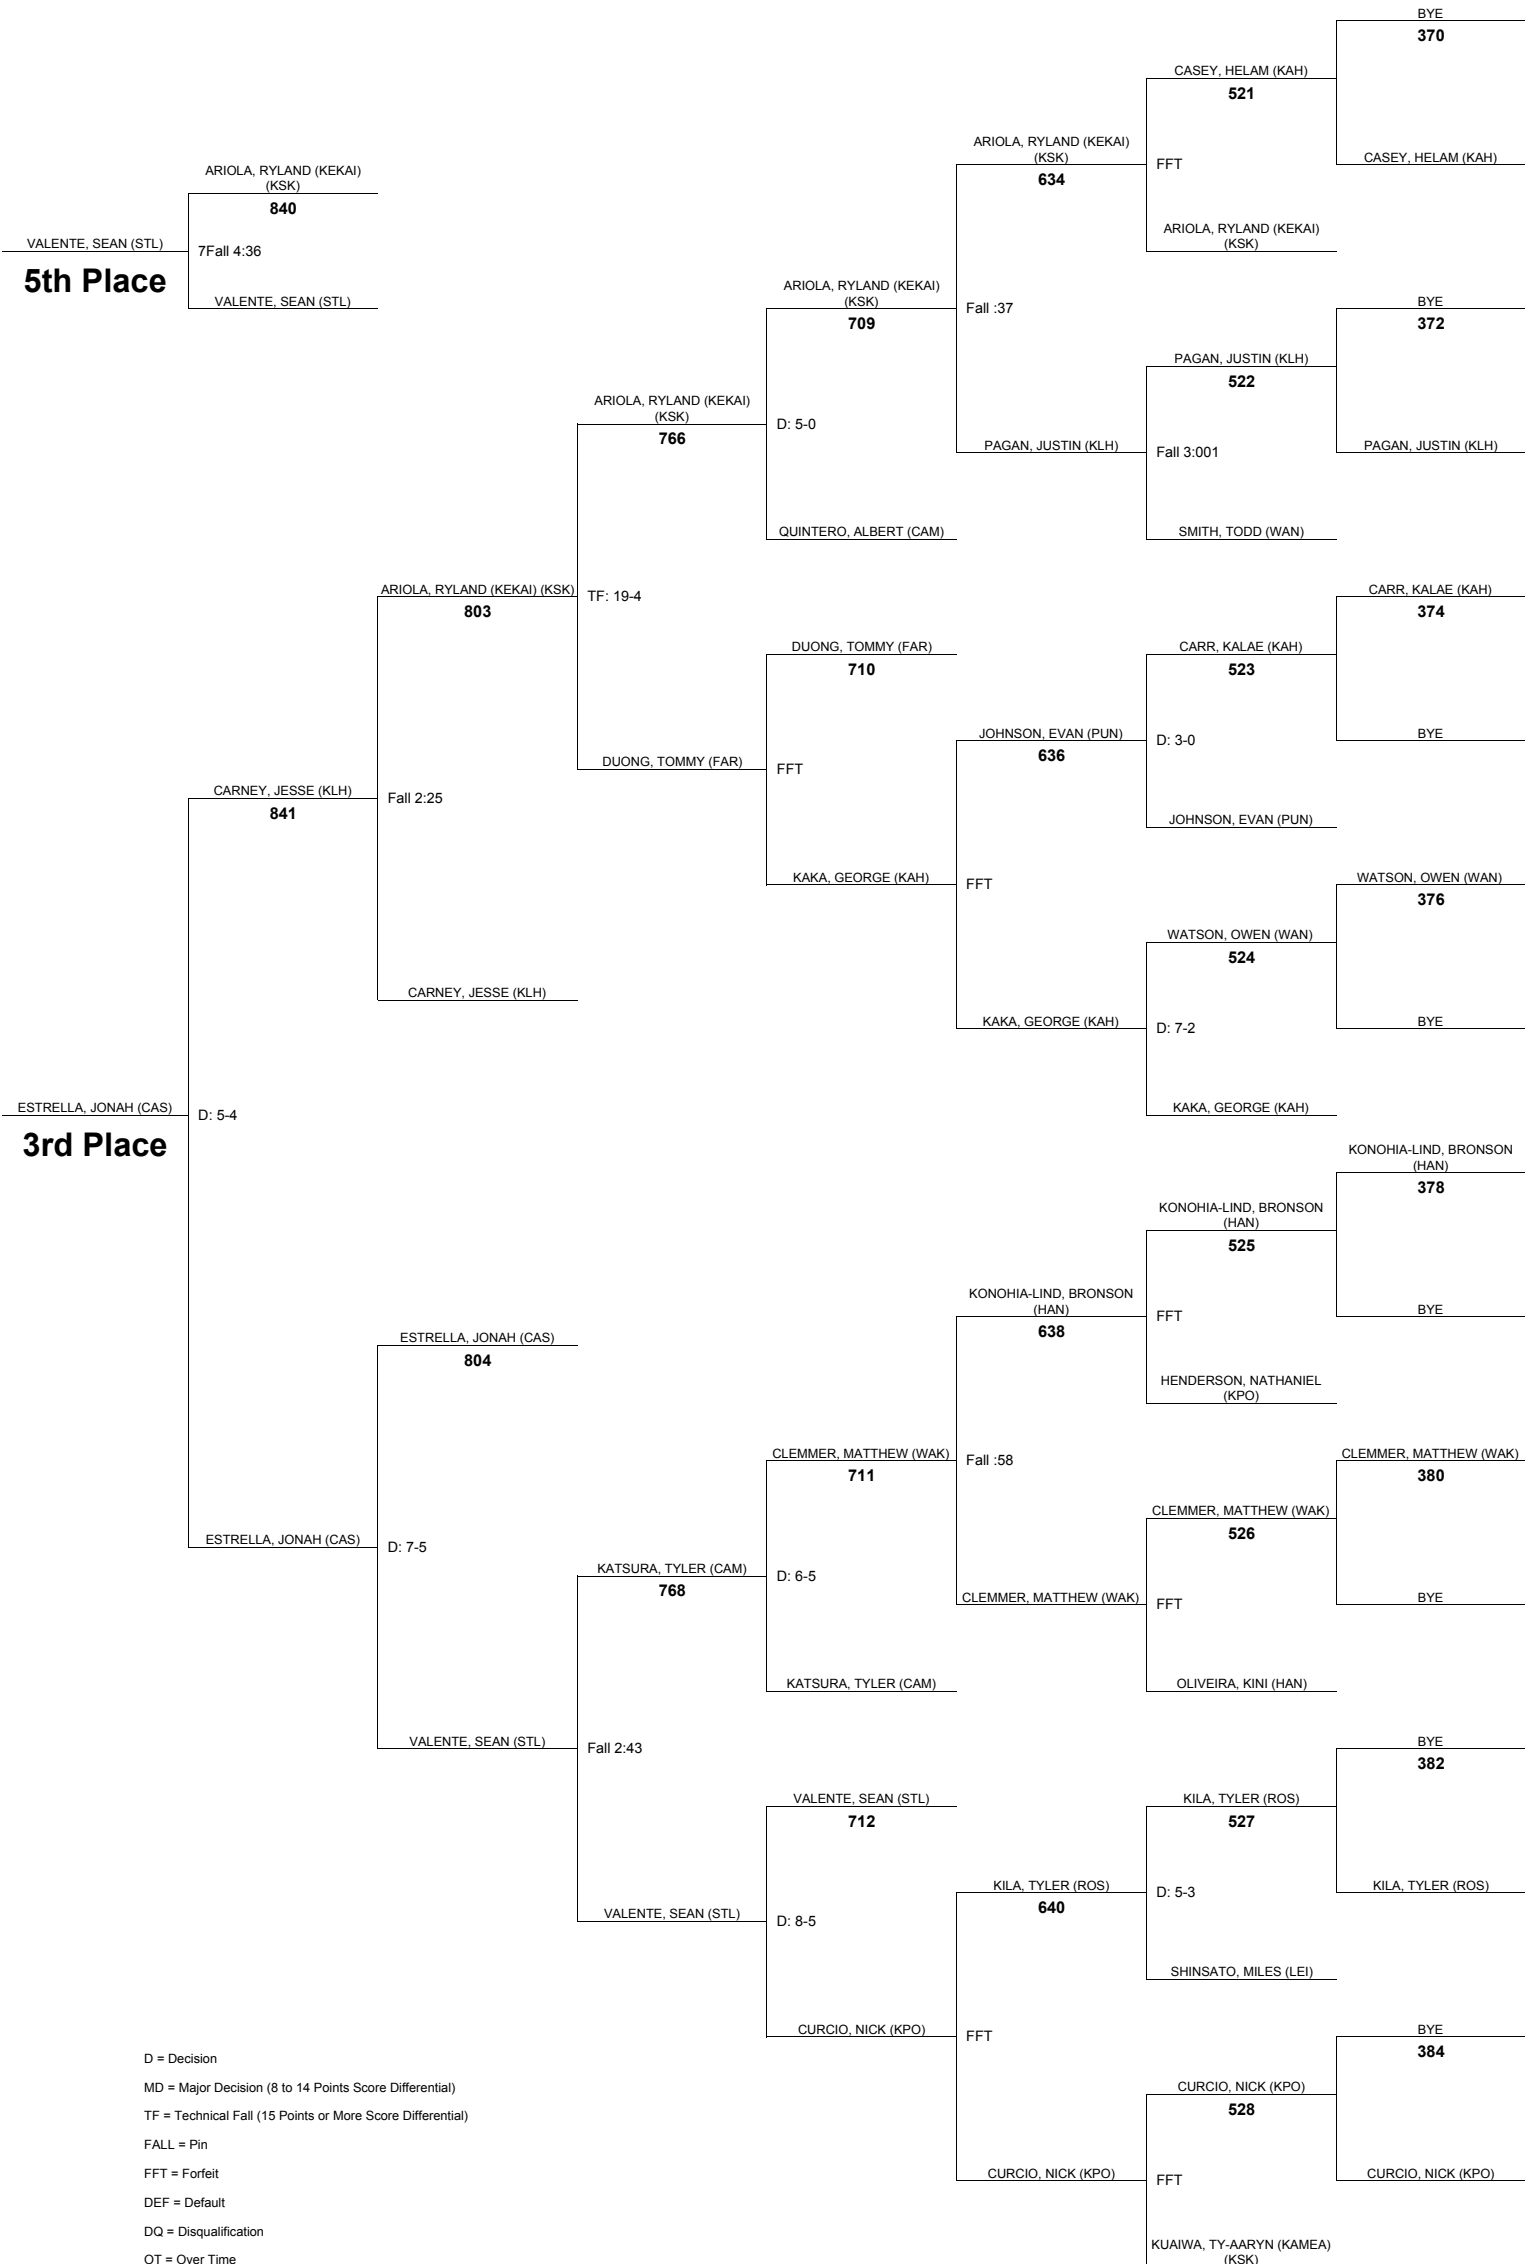 BYE
370
CASEY, HELAM (KAH)
521
ARIOLA, RYLAND (KEKAI)
(KSK)
634
FFT
CASEY, HELAM (KAH)
ARIOLA, RYLAND (KEKAI)
(KSK)
840
ARIOLA, RYLAND (KEKAI)
(KSK)
VALENTE, SEAN (STL)
7Fall 4:36
5th Place
VALENTE, SEAN (STL)
ARIOLA, RYLAND (KEKAI)
(KSK)
709
Fall :37
BYE
372
PAGAN, JUSTIN (KLH)
522
ARIOLA, RYLAND (KEKAI)
(KSK)
766
D: 5-0
PAGAN, JUSTIN (KLH)
Fall 3:001
PAGAN, JUSTIN (KLH)
QUINTERO, ALBERT (CAM)
SMITH, TODD (WAN)
ARIOLA, RYLAND (KEKAI) (KSK)
803
TF: 19-4
CARR, KALAE (KAH)
374
DUONG, TOMMY (FAR)
710
CARR, KALAE (KAH)
523
JOHNSON, EVAN (PUN)
636
D: 3-0
BYE
DUONG, TOMMY (FAR)
FFT
CARNEY, JESSE (KLH)
841
Fall 2:25
JOHNSON, EVAN (PUN)
KAKA, GEORGE (KAH)
FFT
WATSON, OWEN (WAN)
376
WATSON, OWEN (WAN)
524
CARNEY, JESSE (KLH)
KAKA, GEORGE (KAH)
D: 7-2
BYE
ESTRELLA, JONAH (CAS)
D: 5-4
3rd Place
KAKA, GEORGE (KAH)
KONOHIA-LIND, BRONSON
(HAN)
378
KONOHIA-LIND, BRONSON
(HAN)
525
KONOHIA-LIND, BRONSON
(HAN)
638
FFT
BYE
ESTRELLA, JONAH (CAS)
804
HENDERSON, NATHANIEL
(KPO)
CLEMMER, MATTHEW (WAK)
711
Fall :58
CLEMMER, MATTHEW (WAK)
380
CLEMMER, MATTHEW (WAK)
526
ESTRELLA, JONAH (CAS)
D: 7-5
KATSURA, TYLER (CAM)
768
D: 6-5
CLEMMER, MATTHEW (WAK)
FFT
BYE
KATSURA, TYLER (CAM)
OLIVEIRA, KINI (HAN)
VALENTE, SEAN (STL)
Fall 2:43
BYE
382
VALENTE, SEAN (STL)
712
KILA, TYLER (ROS)
527
KILA, TYLER (ROS)
640
D: 5-3
KILA, TYLER (ROS)
VALENTE, SEAN (STL)
D: 8-5
SHINSATO, MILES (LEI)
CURCIO, NICK (KPO)
FFT
BYE
384
CURCIO, NICK (KPO)
528
CURCIO, NICK (KPO)
FFT
CURCIO, NICK (KPO)
KUAIWA, TY-AARYN (KAMEA)
(KSK)
D = Decision
MD = Major Decision (8 to 14 Points Score Differential)
TF = Technical Fall (15 Points or More Score Differential)
FALL = Pin
FFT = Forfeit
DEF = Default
DQ = Disqualification
OT = Over Time